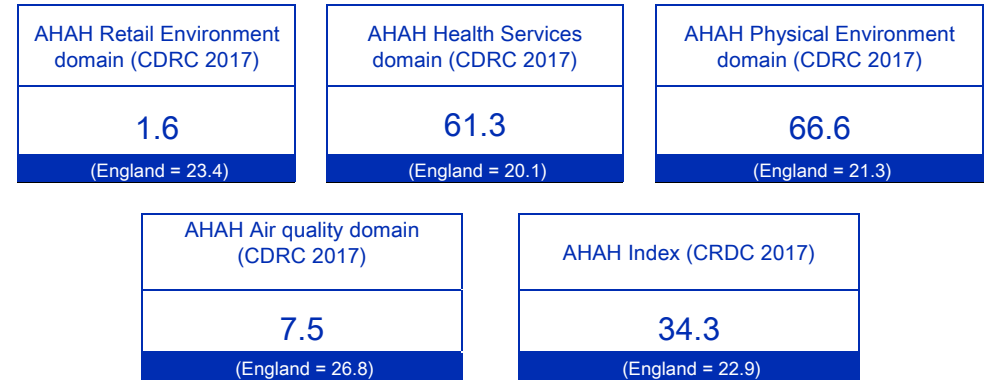 AHAH Retail Environment
domain (CDRC 2017)
1.6
(England = 23.4)
AHAH Health Services
domain (CDRC 2017)
61.3
(England = 20.1)
AHAH Physical Environment
domain (CDRC 2017)
66.6
(England = 21.3)
AHAH Air quality domain
(CDRC 2017)
7.5
(England = 26.8)
AHAH Index (CRDC 2017)
34.3
(England = 22.9)